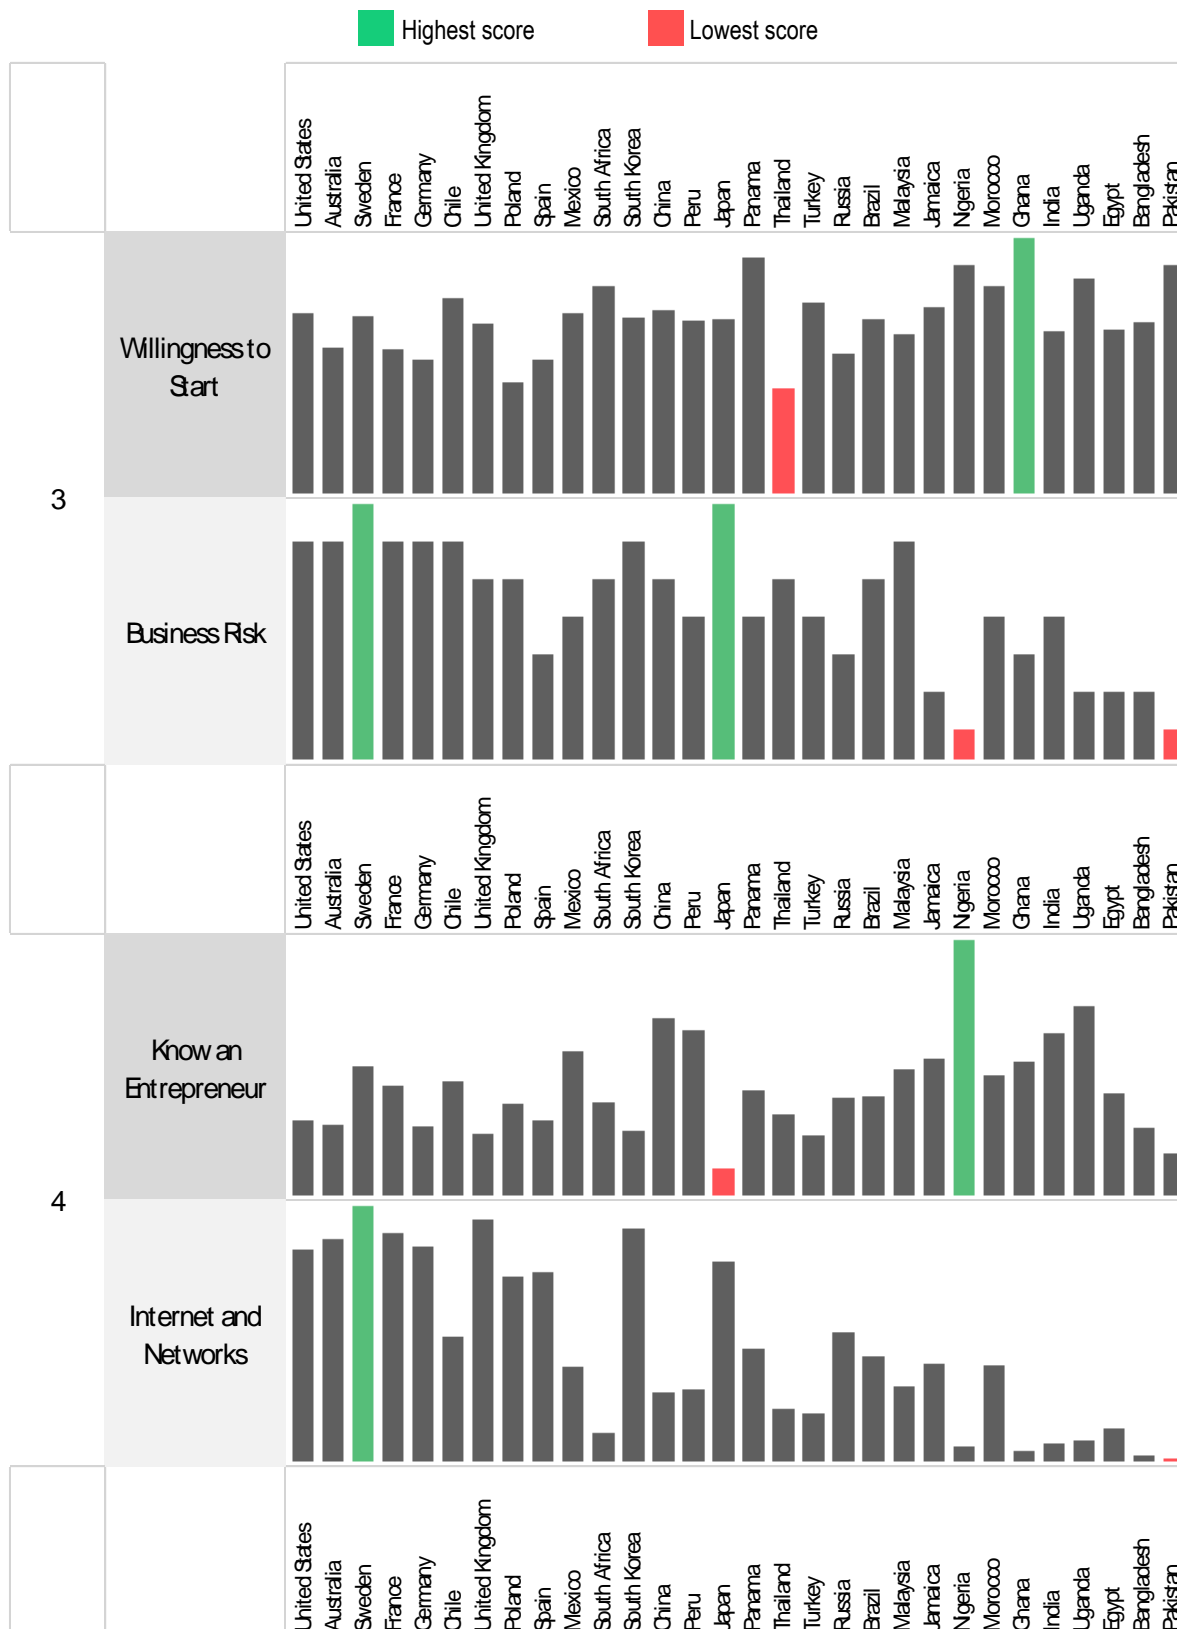 Highest score
Lowest score
United States
Australia
Sweden
France
Germany
Chile
United Kingdom
Poland
Spain
Mexico
South Africa
South Korea
China
Peru
Japan
Panama
Thailand
Turkey
Russia
Brazil
Malaysia
Jamaica
Nigeria
Morocco
Ghana
India
Uganda
Egypt
Bangladesh
Pakistan
3
Willingness to
Start
Business Risk
United States
Australia
Sweden
France
Germany
Chile
United Kingdom
Poland
Spain
Mexico
South Africa
South Korea
China
Peru
Japan
Panama
Thailand
Turkey
Russia
Brazil
Malaysia
Jamaica
Nigeria
Morocco
Ghana
India
Uganda
Egypt
Bangladesh
Pakistan
4
Know an
Entrepreneur
Internet and
Networks
United States
Australia
Sweden
France
Germany
Chile
United Kingdom
Poland
Spain
Mexico
South Africa
South Korea
China
Peru
Japan
Panama
Thailand
Turkey
Russia
Brazil
Malaysia
Jamaica
Nigeria
Morocco
Ghana
India
Uganda
Egypt
Bangladesh
Pakistan